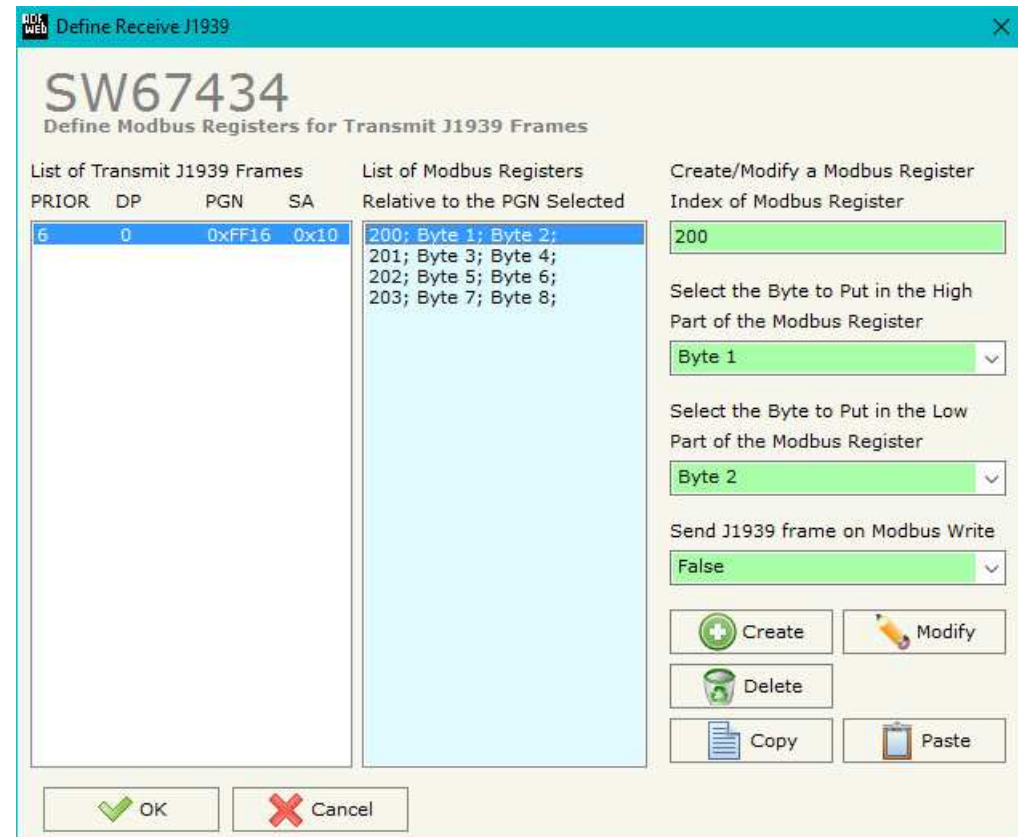 ADF WEB Define Receive J1939
SW67434
Define Modbus Registers for Transmit J1939 Frames
List of Transmit J1939 Frames
PRIOR DP PGN SA
6 0 0xFF16 0x10
List of Modbus Registers
Relative to the PGN Selected
200; Byte 1; Byte 2;
201; Byte 3; Byte 4;
202; Byte 5; Byte 6;
203; Byte 7; Byte 8;
Create/Modify a Modbus Register
Index of Modbus Register
200
Select the Byte to Put in the High
Part of the Modbus Register
Byte 1
Select the Byte to Put in the Low
Part of the Modbus Register
Byte 2
Send J1939 frame on Modbus Write
False
Create Modify
Delete
Copy Paste
OK Cancel